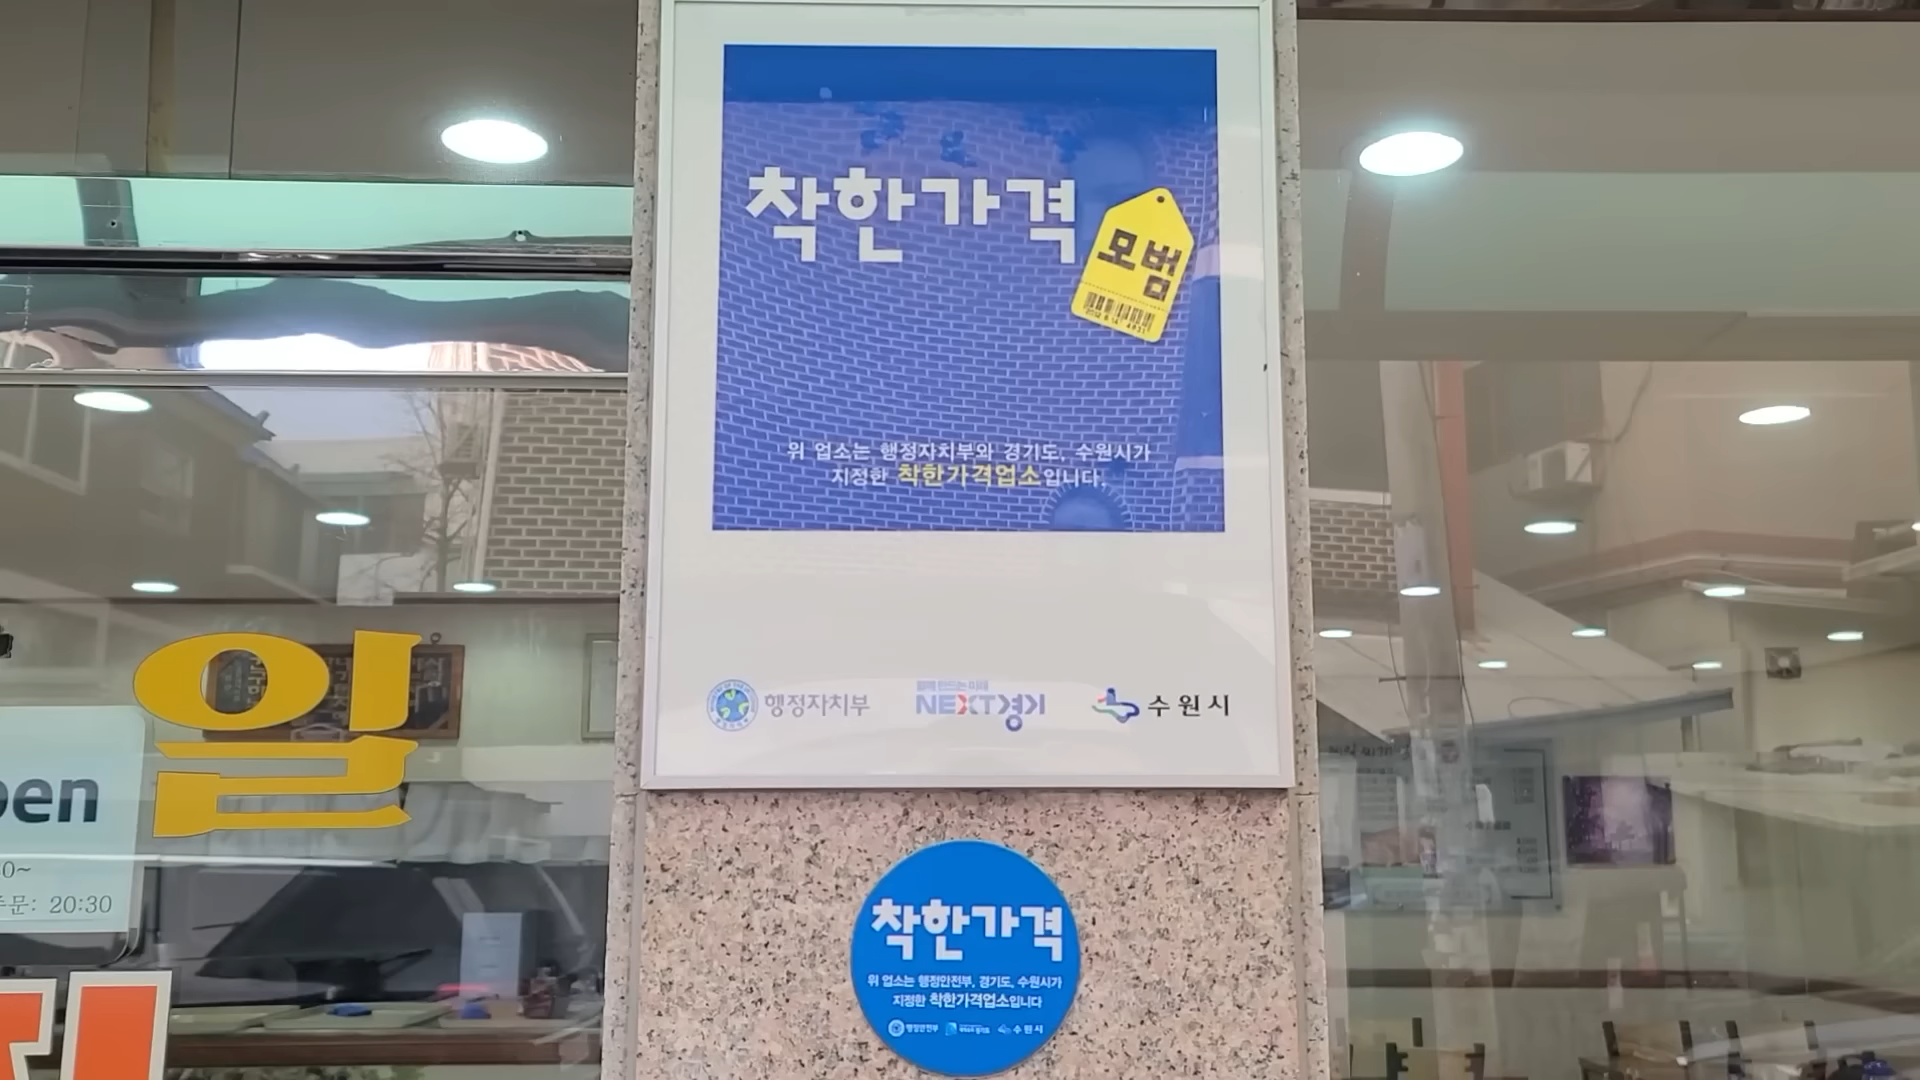 착한가격
모범
위 업소는 행정자치부와 경기도, 수원시가
지정한 착한가격업소입니다.
행정자치부
NEXT경기
수원시
일
pen
0~
주문: 20:30
착한가격
위 업소는 행정안전부, 경기도, 수원시가
지정한 착한가격업소입니다
행정안전부
수원시